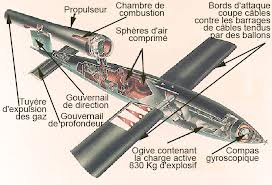 Propulseur
Chambre de
combustion
Sphères d'air
comprimé
Bords d'attaque
coupe câbles
contre les barrages
de câbles tendus
par des ballons
Tuyère
d'expulsion
des gaz
Gouvernail
de direction
Gouvernail
de profondeur
Ogive contenant
la charge active
830 Kg d'explosif
Compas
gyroscopique